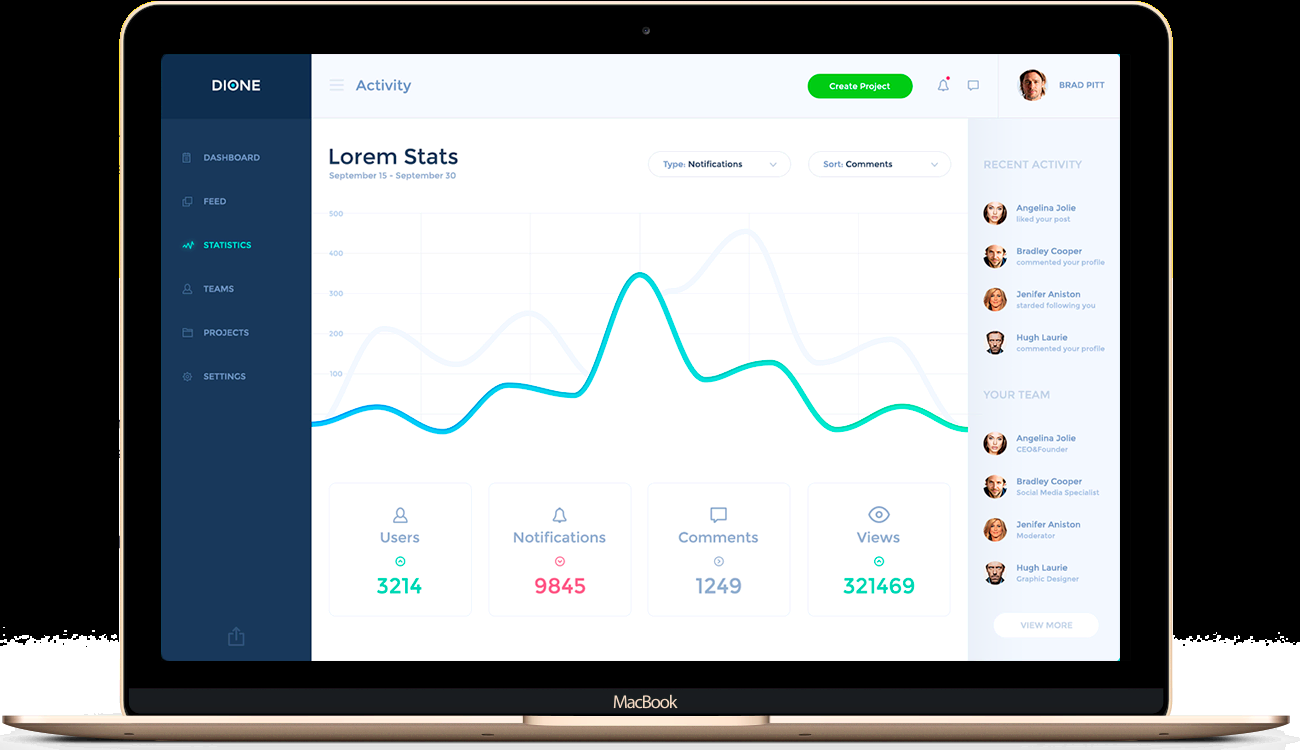 DIONE
Activity
Create Project
BRAD PITT
DASHBOARD
FEED
STATISTICS
TEAMS
PROJECTS
SETTINGS
Lorem Stats
September 15 - September 30
Type: Notifications
Sort: Comments
500
400
300
200
100
Users
3214
Notifications
9845
Comments
1249
Views
321469
RECENT ACTIVITY
Angelina Jolie
liked your post
Bradley Cooper
commented your profile
Jenifer Aniston
starded following you
Hugh Laurie
commented your profile
YOUR TEAM
Angelina Jolie
CEO&Founder
Bradley Cooper
Social Media Specialist
Jenifer Aniston
Moderator
Hugh Laurie
Graphic Designer
VIEW MORE
MacBook